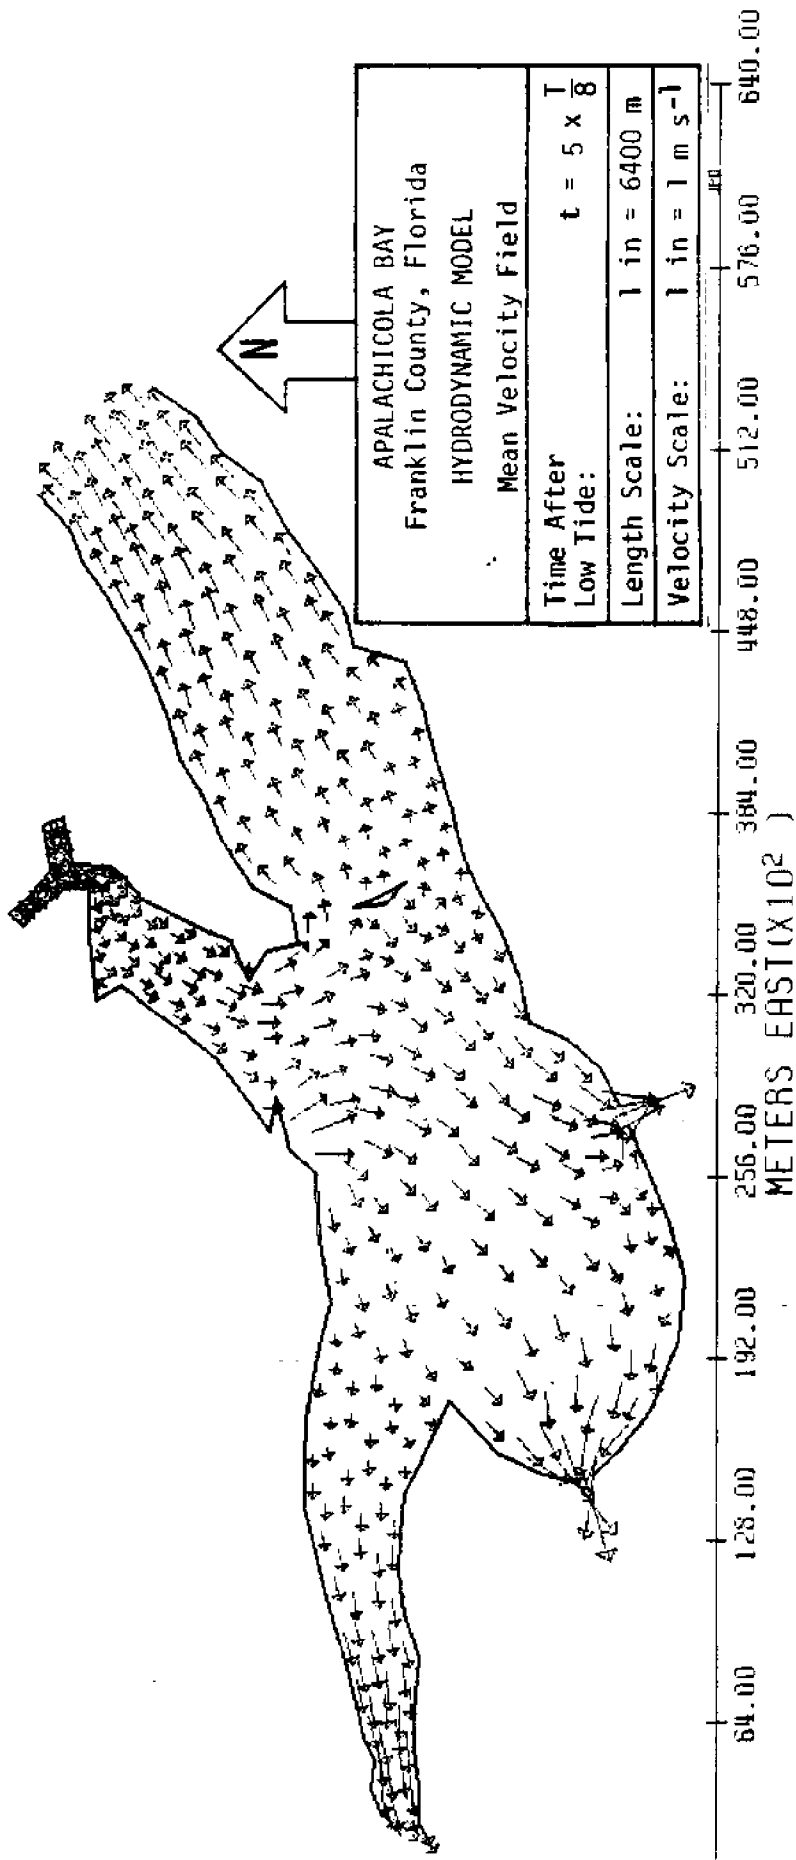 N
APALACHICOLA BAY
Franklin County, Florida
HYDRODYNAMIC MODEL
Mean Velocity Field
Time After
Low Tide: t = 5 x T/8
Length Scale: 1 in = 6400 m
Velocity Scale: 1 in = 1 m s⁻¹
64.00 128.00 192.00 256.00 320.00 384.00 448.00 512.00 576.00 640.00
METERS EAST(X10² )